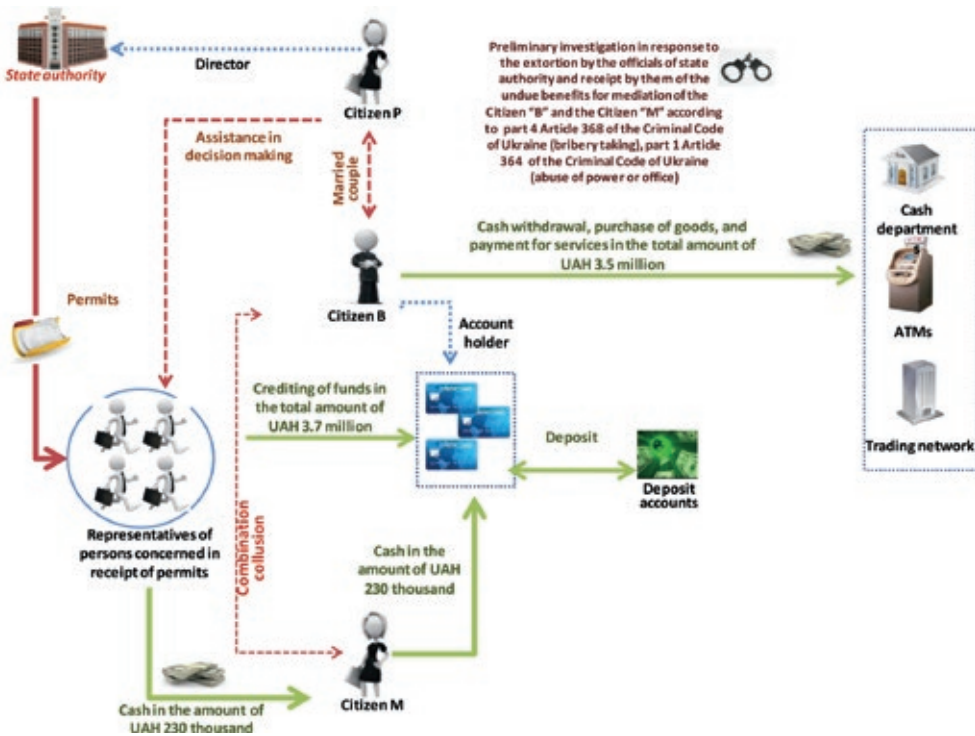 State authority
Director
Citizen P
Preliminary investigation in response to
the extortion by the officials of state
authority and receipt by them of the
undue benefits for mediation of the
Citizen "B" and the Citizen "M" according
to part 4 Article 368 of the Criminal Code
of Ukraine (bribery taking), part 1 Article
364 of the Criminal Code of Ukraine
(abuse of power or office)
Assistance in
decision making
Married
couple
Cash
department
Cash withdrawal, purchase of goods, and
payment for services in the total amount of
UAH 3.5 million
Permits
Citizen B
Account
holder
ATMs
Crediting of funds in
the total amount of
UAH 3.7 million
Deposit
Trading network
Deposit
accounts
Representatives of
persons concerned in
receipt of permits
Combination
collusion
Cash in the
amount of UAH
230 thousand
Citizen M
Cash in the amount of
UAH 230 thousand